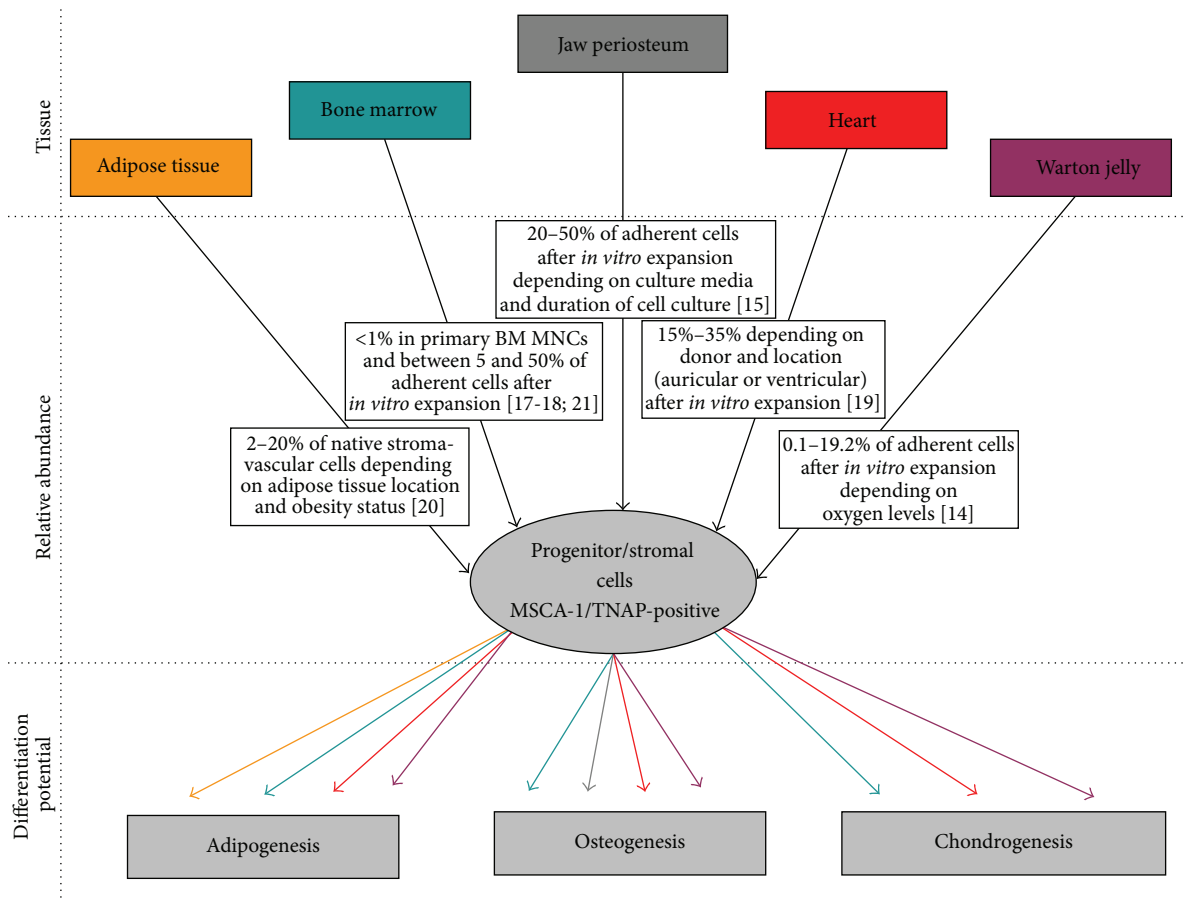 Tissue
Jaw periosteum
Bone marrow
Heart
Adipose tissue
Warton jelly
Relative abundance
20–50% of adherent cells
after in vitro expansion
depending on culture media
and duration of cell culture [15]
<1% in primary BM MNCs
and between 5 and 50% of
adherent cells after
in vitro expansion [17-18; 21]
15%–35% depending on
donor and location
(auricular or ventricular)
after in vitro expansion [19]
2–20% of native stroma-
vascular cells depending
on adipose tissue location
and obesity status [20]
0.1–19.2% of adherent cells
after in vitro expansion
depending on
oxygen levels [14]
Progenitor/stromal
cells
MSCA-1/TNAP-positive
Differentiation
potential
Adipogenesis
Osteogenesis
Chondrogenesis